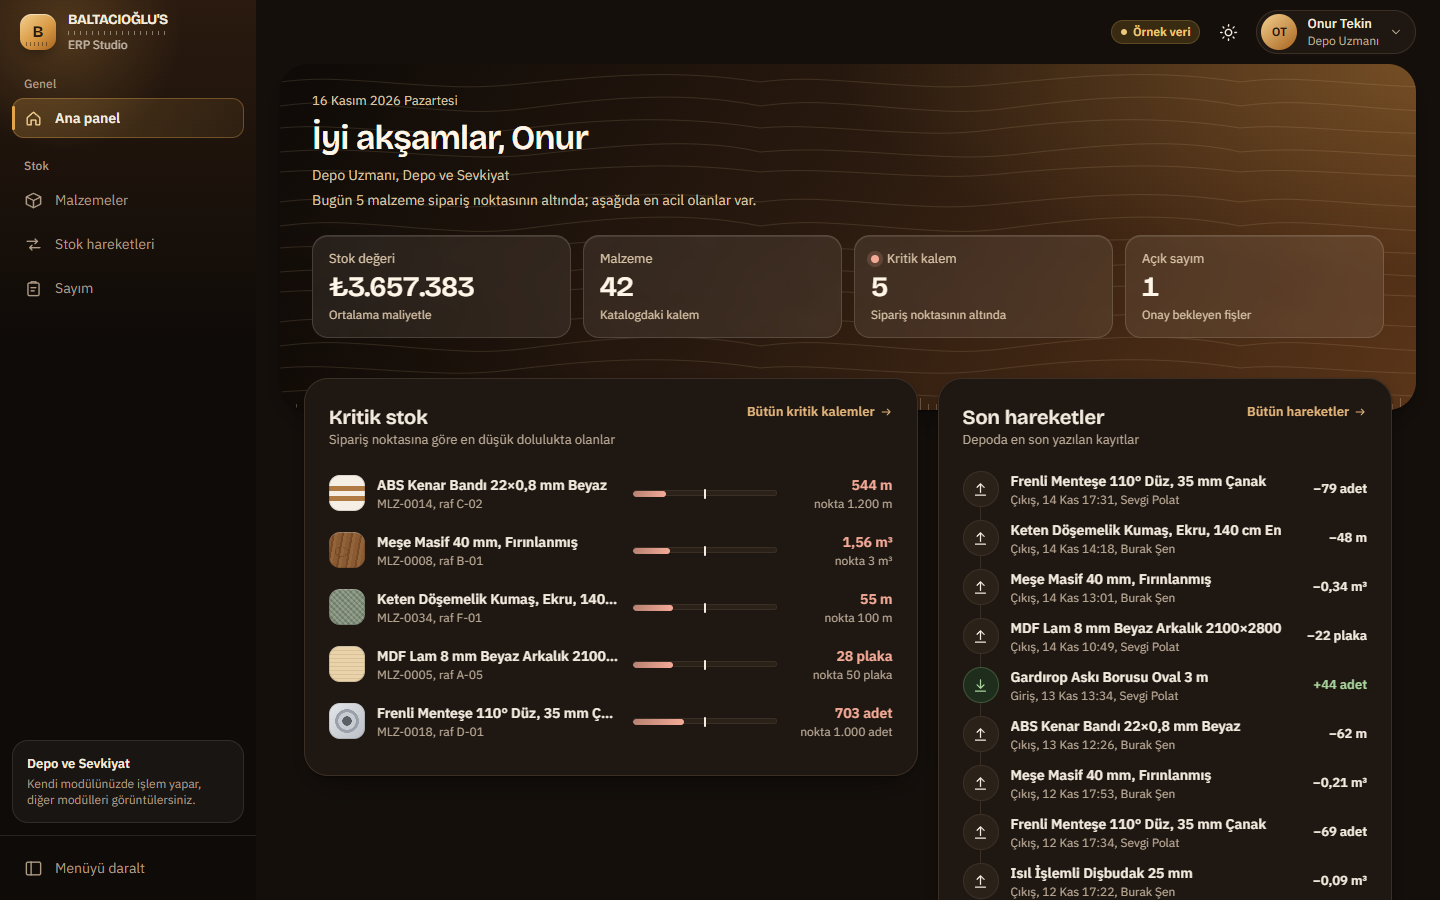 B
BALTACIOĞLU'S
ERP Studio
Genel
Ana panel
Stok
Malzemeler
Stok hareketleri
Sayım
Depo ve Sevkiyat
Kendi modülünüzde işlem yapar,
diğer modülleri görüntülersiniz.
Menüyü daralt
Örnek veri
OT
Onur Tekin
Depo Uzmanı
16 Kasım 2026 Pazartesi
İyi akşamlar, Onur
Depo Uzmanı, Depo ve Sevkiyat
Bugün 5 malzeme sipariş noktasının altında; aşağıda en acil olanlar var.
Stok değeri
₺3.657.383
Ortalama maliyetle
Malzeme
42
Katalogdaki kalem
Kritik kalem
5
Sipariş noktasının altında
Açık sayım
1
Onay bekleyen fişler
Kritik stok
Bütün kritik kalemler →
Sipariş noktasına göre en düşük dolulukta olanlar
ABS Kenar Bandı 22×0,8 mm Beyaz
544 m
MLZ-0014, raf C-02
nokta 1.200 m
Meşe Masif 40 mm, Fırınlanmış
1,56 m³
MLZ-0008, raf B-01
nokta 3 m³
Keten Döşemelik Kumaş, Ekru, 140...
55 m
MLZ-0034, raf F-01
nokta 100 m
MDF Lam 8 mm Beyaz Arkalık 2100...
28 plaka
MLZ-0005, raf A-05
nokta 50 plaka
Frenli Menteşe 110° Düz, 35 mm Ç...
703 adet
MLZ-0018, raf D-01
nokta 1.000 adet
Son hareketler
Bütün hareketler →
Depoda en son yazılan kayıtlar
Frenli Menteşe 110° Düz, 35 mm Çanak
−79 adet
Çıkış, 14 Kas 17:31, Sevgi Polat
Keten Döşemelik Kumaş, Ekru, 140 cm En
−48 m
Çıkış, 14 Kas 14:18, Burak Şen
Meşe Masif 40 mm, Fırınlanmış
−0,34 m³
Çıkış, 14 Kas 13:01, Burak Şen
MDF Lam 8 mm Beyaz Arkalık 2100×2800
−22 plaka
Çıkış, 14 Kas 10:49, Sevgi Polat
Gardırop Askı Borusu Oval 3 m
+44 adet
Giriş, 13 Kas 13:34, Sevgi Polat
ABS Kenar Bandı 22×0,8 mm Beyaz
−62 m
Çıkış, 13 Kas 12:26, Burak Şen
Meşe Masif 40 mm, Fırınlanmış
−0,21 m³
Çıkış, 12 Kas 17:53, Burak Şen
Frenli Menteşe 110° Düz, 35 mm Çanak
−69 adet
Çıkış, 12 Kas 17:34, Sevgi Polat
Isıl İşlemli Dişbudak 25 mm
−0,09 m³
Çıkış, 12 Kas 17:22, Burak Şen